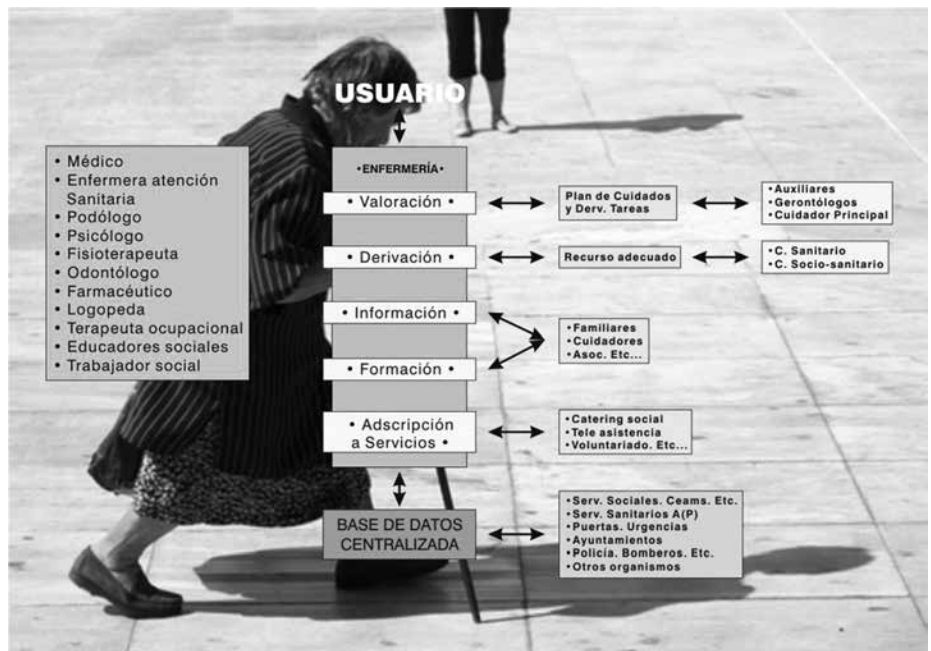 USUARIO
• Médico
• Enfermera atención
Sanitaria
• Podólogo
• Psicólogo
• Fisioterapeuta
• Odontólogo
• Farmacéutico
• Logopeda
• Terapeuta ocupacional
• Educadores sociales
• Trabajador social
•ENFERMERÍA•
• Valoración •
Plan de Cuidados
y Derv. Tareas
•Auxiliares
•Gerontólogos
•Cuidador Principal
• Derivación •
Recurso adecuado
•C. Sanitario
•C. Socio-sanitario
• Información •
•Familiares
•Cuidadores
•Asoc. Etc...
• Formación •
• Adscripción
a Servicios •
•Catering social
•Tele asistencia
•Voluntariado. Etc...
BASE DE DATOS
CENTRALIZADA
•Serv. Sociales. Ceams. Etc.
•Serv. Sanitarios A(P)
•Puertas. Urgencias
•Ayuntamientos
•Policía. Bomberos. Etc.
•Otros organismos